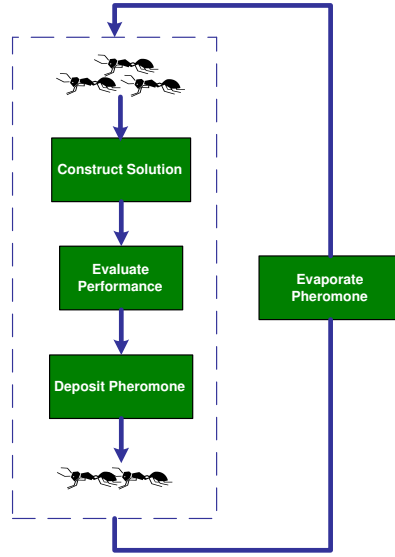 Construct Solution
Evaluate
Performance
Deposit Pheromone
Evaporate
Pheromone